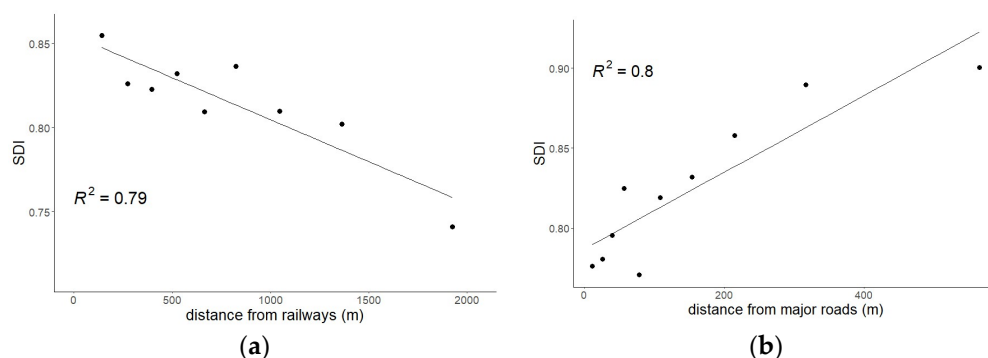 0.85
0.80
0.75
SDI
R² = 0.79
0
500
1000
1500
2000
distance from railways (m)
(a)
0.90
0.85
0.80
SDI
R² = 0.8
0
200
400
distance from major roads (m)
(b)